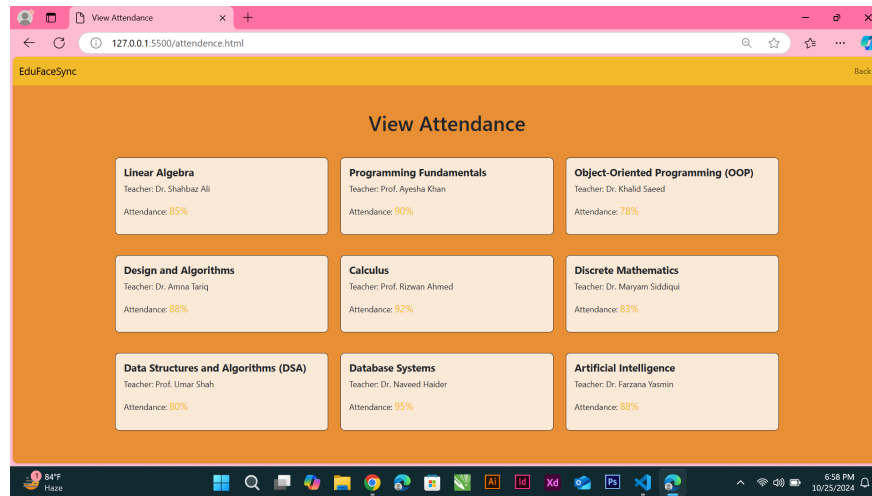 View Attendance
127.0.0.1:5500/attendence.html
EduFaceSync
Back
View Attendance
Linear Algebra
Teacher: Dr. Shahbaz Ali
Attendance: 85%
Programming Fundamentals
Teacher: Prof. Ayesha Khan
Attendance: 90%
Object-Oriented Programming (OOP)
Teacher: Dr. Khalid Saeed
Attendance: 78%
Design and Algorithms
Teacher: Dr. Amna Tariq
Attendance: 88%
Calculus
Teacher: Prof. Rizwan Ahmed
Attendance: 92%
Discrete Mathematics
Teacher: Dr. Maryam Siddiqui
Attendance: 83%
Data Structures and Algorithms (DSA)
Teacher: Prof. Umar Shah
Attendance: 80%
Database Systems
Teacher: Dr. Naveed Haider
Attendance: 95%
Artificial Intelligence
Teacher: Dr. Farzana Yasmin
Attendance: 88%
1
84°F
Haze
Ai
Id
Xd
Ps
6:58 PM
10/25/2024